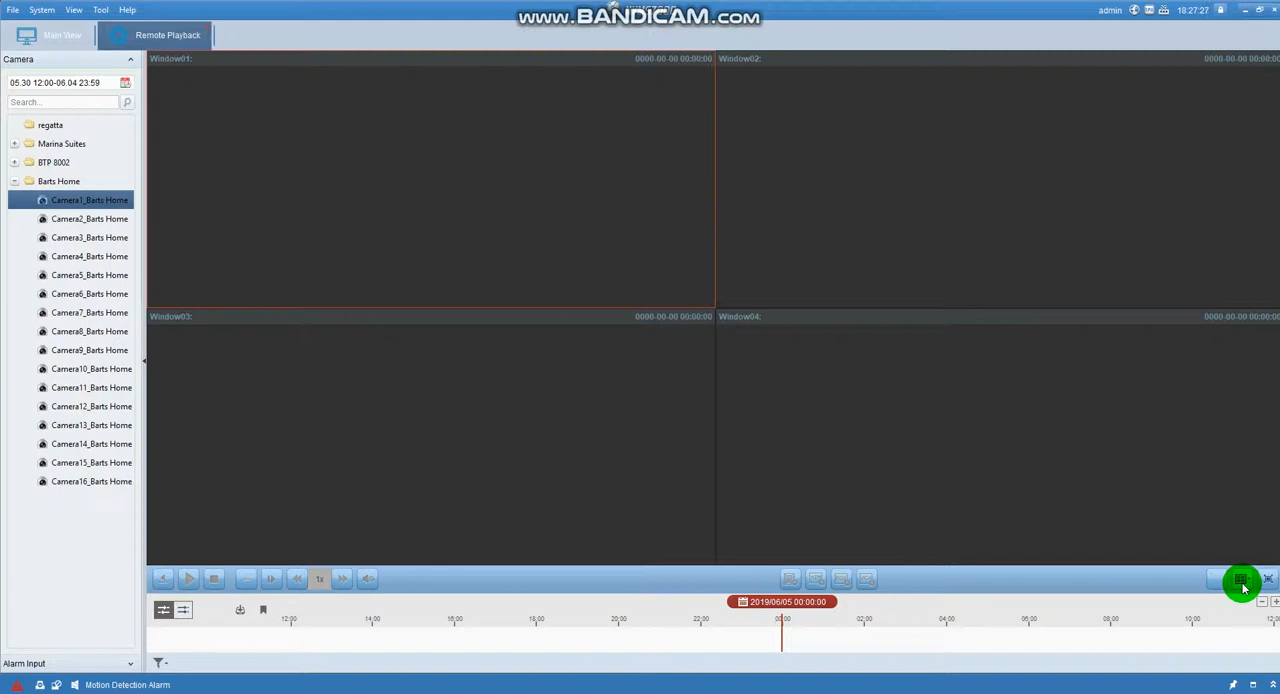 File System View Tool Help
www.BANDICAM.com
admin 18:27:27
Main View Remote Playback
Camera
05.30 12:00-06.04 23:59
Search...
regatta
Marina Suites
BTP 8002
Barts Home
Camera1_Barts Home
Camera2_Barts Home
Camera3_Barts Home
Camera4_Barts Home
Camera5_Barts Home
Camera6_Barts Home
Camera7_Barts Home
Camera8_Barts Home
Camera9_Barts Home
Camera10_Barts Home
Camera11_Barts Home
Camera12_Barts Home
Camera13_Barts Home
Camera14_Barts Home
Camera15_Barts Home
Camera16_Barts Home
Alarm Input
Window01: 0000-00-00 00:00:00
Window02: 0000-00-00 00:00:00
Window03: 0000-00-00 00:00:00
Window04: 0000-00-00 00:00:00
1x
2019/06/05 00:00:00
12:00 14:00 16:00 18:00 20:00 22:00 00:00 02:00 04:00 06:00 08:00 10:00
Motion Detection Alarm